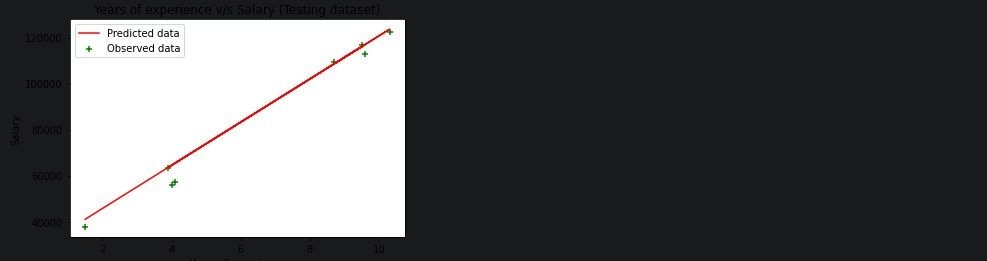 Years of experience v/s Salary (Testing dataset)
Predicted data
Observed data
120000
100000
80000
60000
40000
Salary
2 4 6 8 10